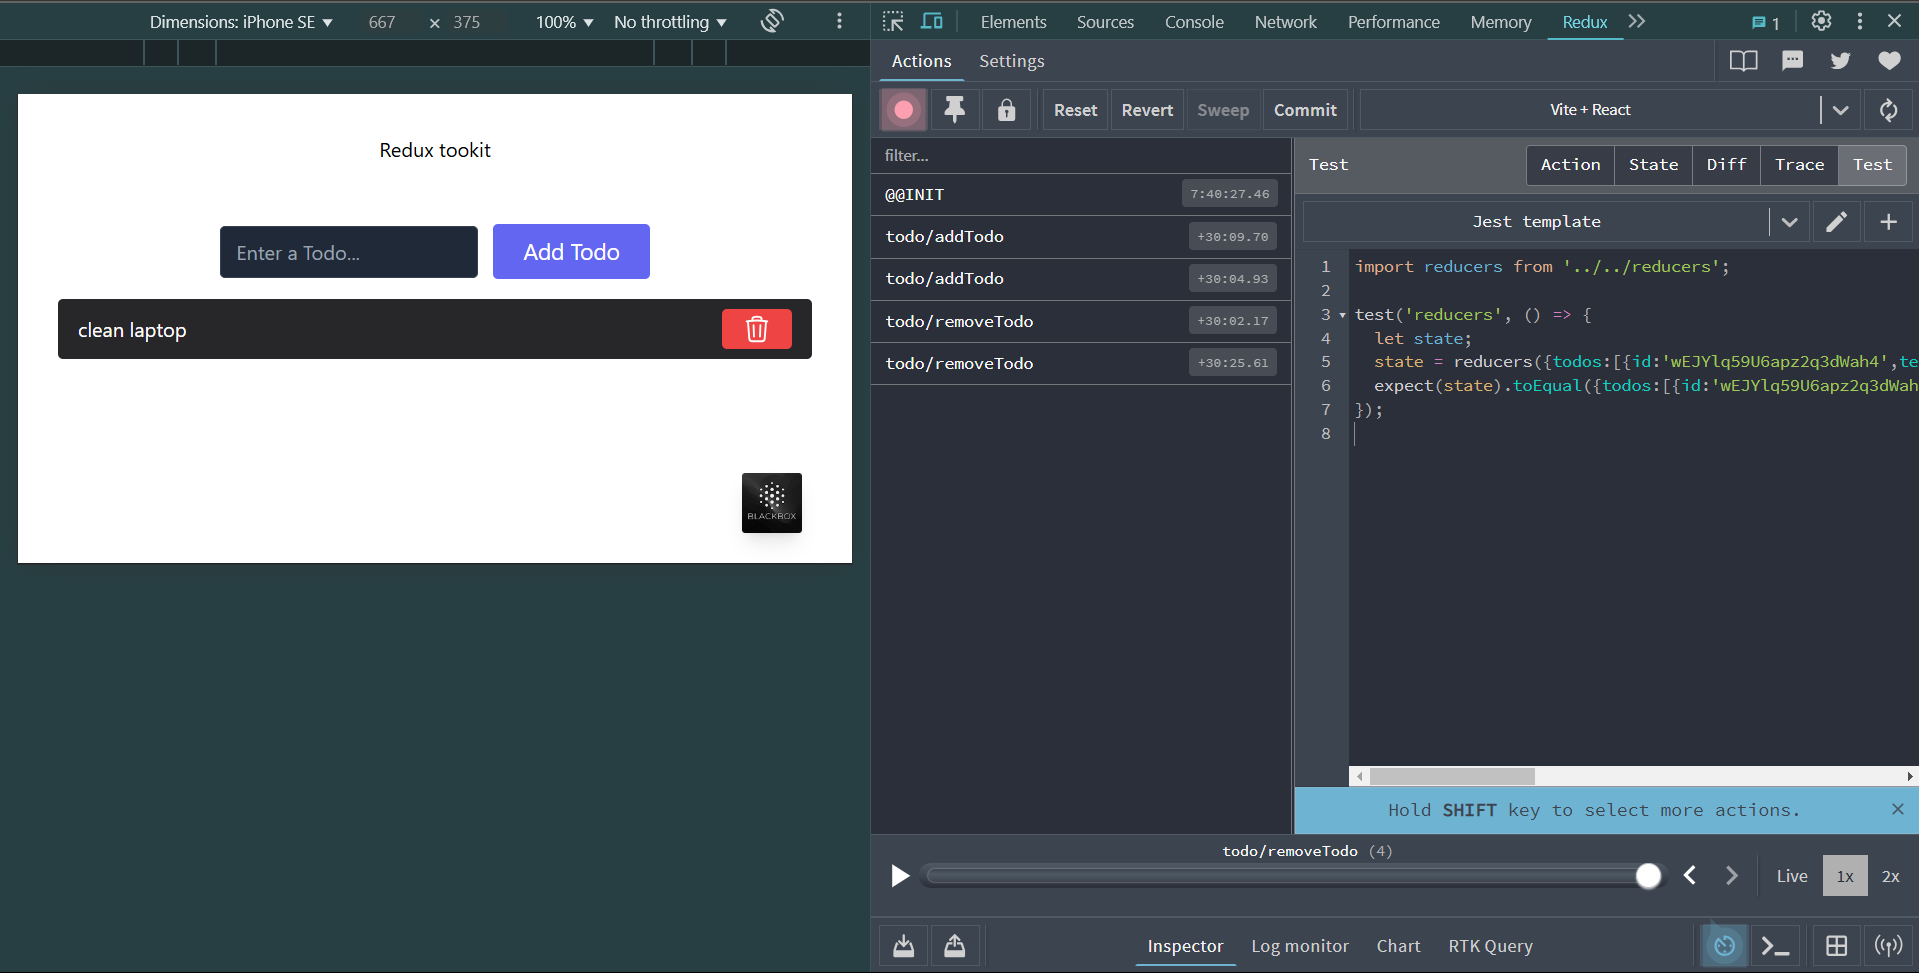 Dimensions: iPhone SE ▼ 667 × 375 100% ▼ No throttling ▼
Elements Sources Console Network Performance Memory Redux 1
Actions Settings
Reset Revert Sweep Commit Vite + React
Redux tookit
Enter a Todo... Add Todo
clean laptop
BLACKBOX
filter...
@@INIT 7:40:27.46
todo/addTodo +30:09.70
todo/addTodo +30:04.93
todo/removeTodo +30:02.17
todo/removeTodo +30:25.61
Test Action State Diff Trace Test
Jest template
1 import reducers from '../../reducers';
2
3 test('reducers', () => {
4 let state;
5 state = reducers({todos:[{id:'wEJYlq59U6apz2q3dWah4',te
6 expect(state).toEqual({todos:[{id:'wEJYlq59U6apz2q3dWah
7 });
8
Hold SHIFT key to select more actions.
todo/removeTodo (4)
Live 1x 2x
Inspector Log monitor Chart RTK Query